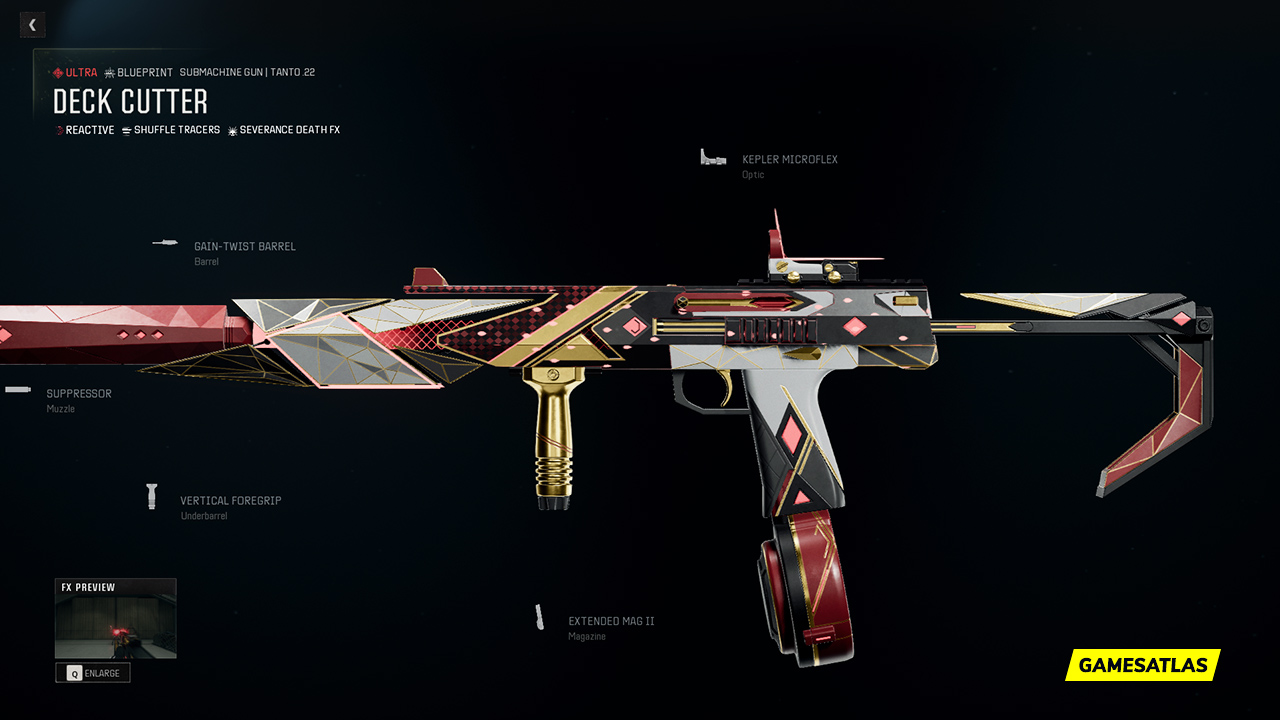 ULTRA BLUEPRINT SUBMACHINE GUN | TANTO .22
DECK CUTTER
REACTIVE SHUFFLE TRACERS SEVERANCE DEATH FX
KEPLER MICROFLEX
Optic
GAIN-TWIST BARREL
Barrel
SUPPRESSOR
Muzzle
VERTICAL FOREGRIP
Underbarrel
FX PREVIEW
Q ENLARGE
EXTENDED MAG II
Magazine
GAMESATLAS